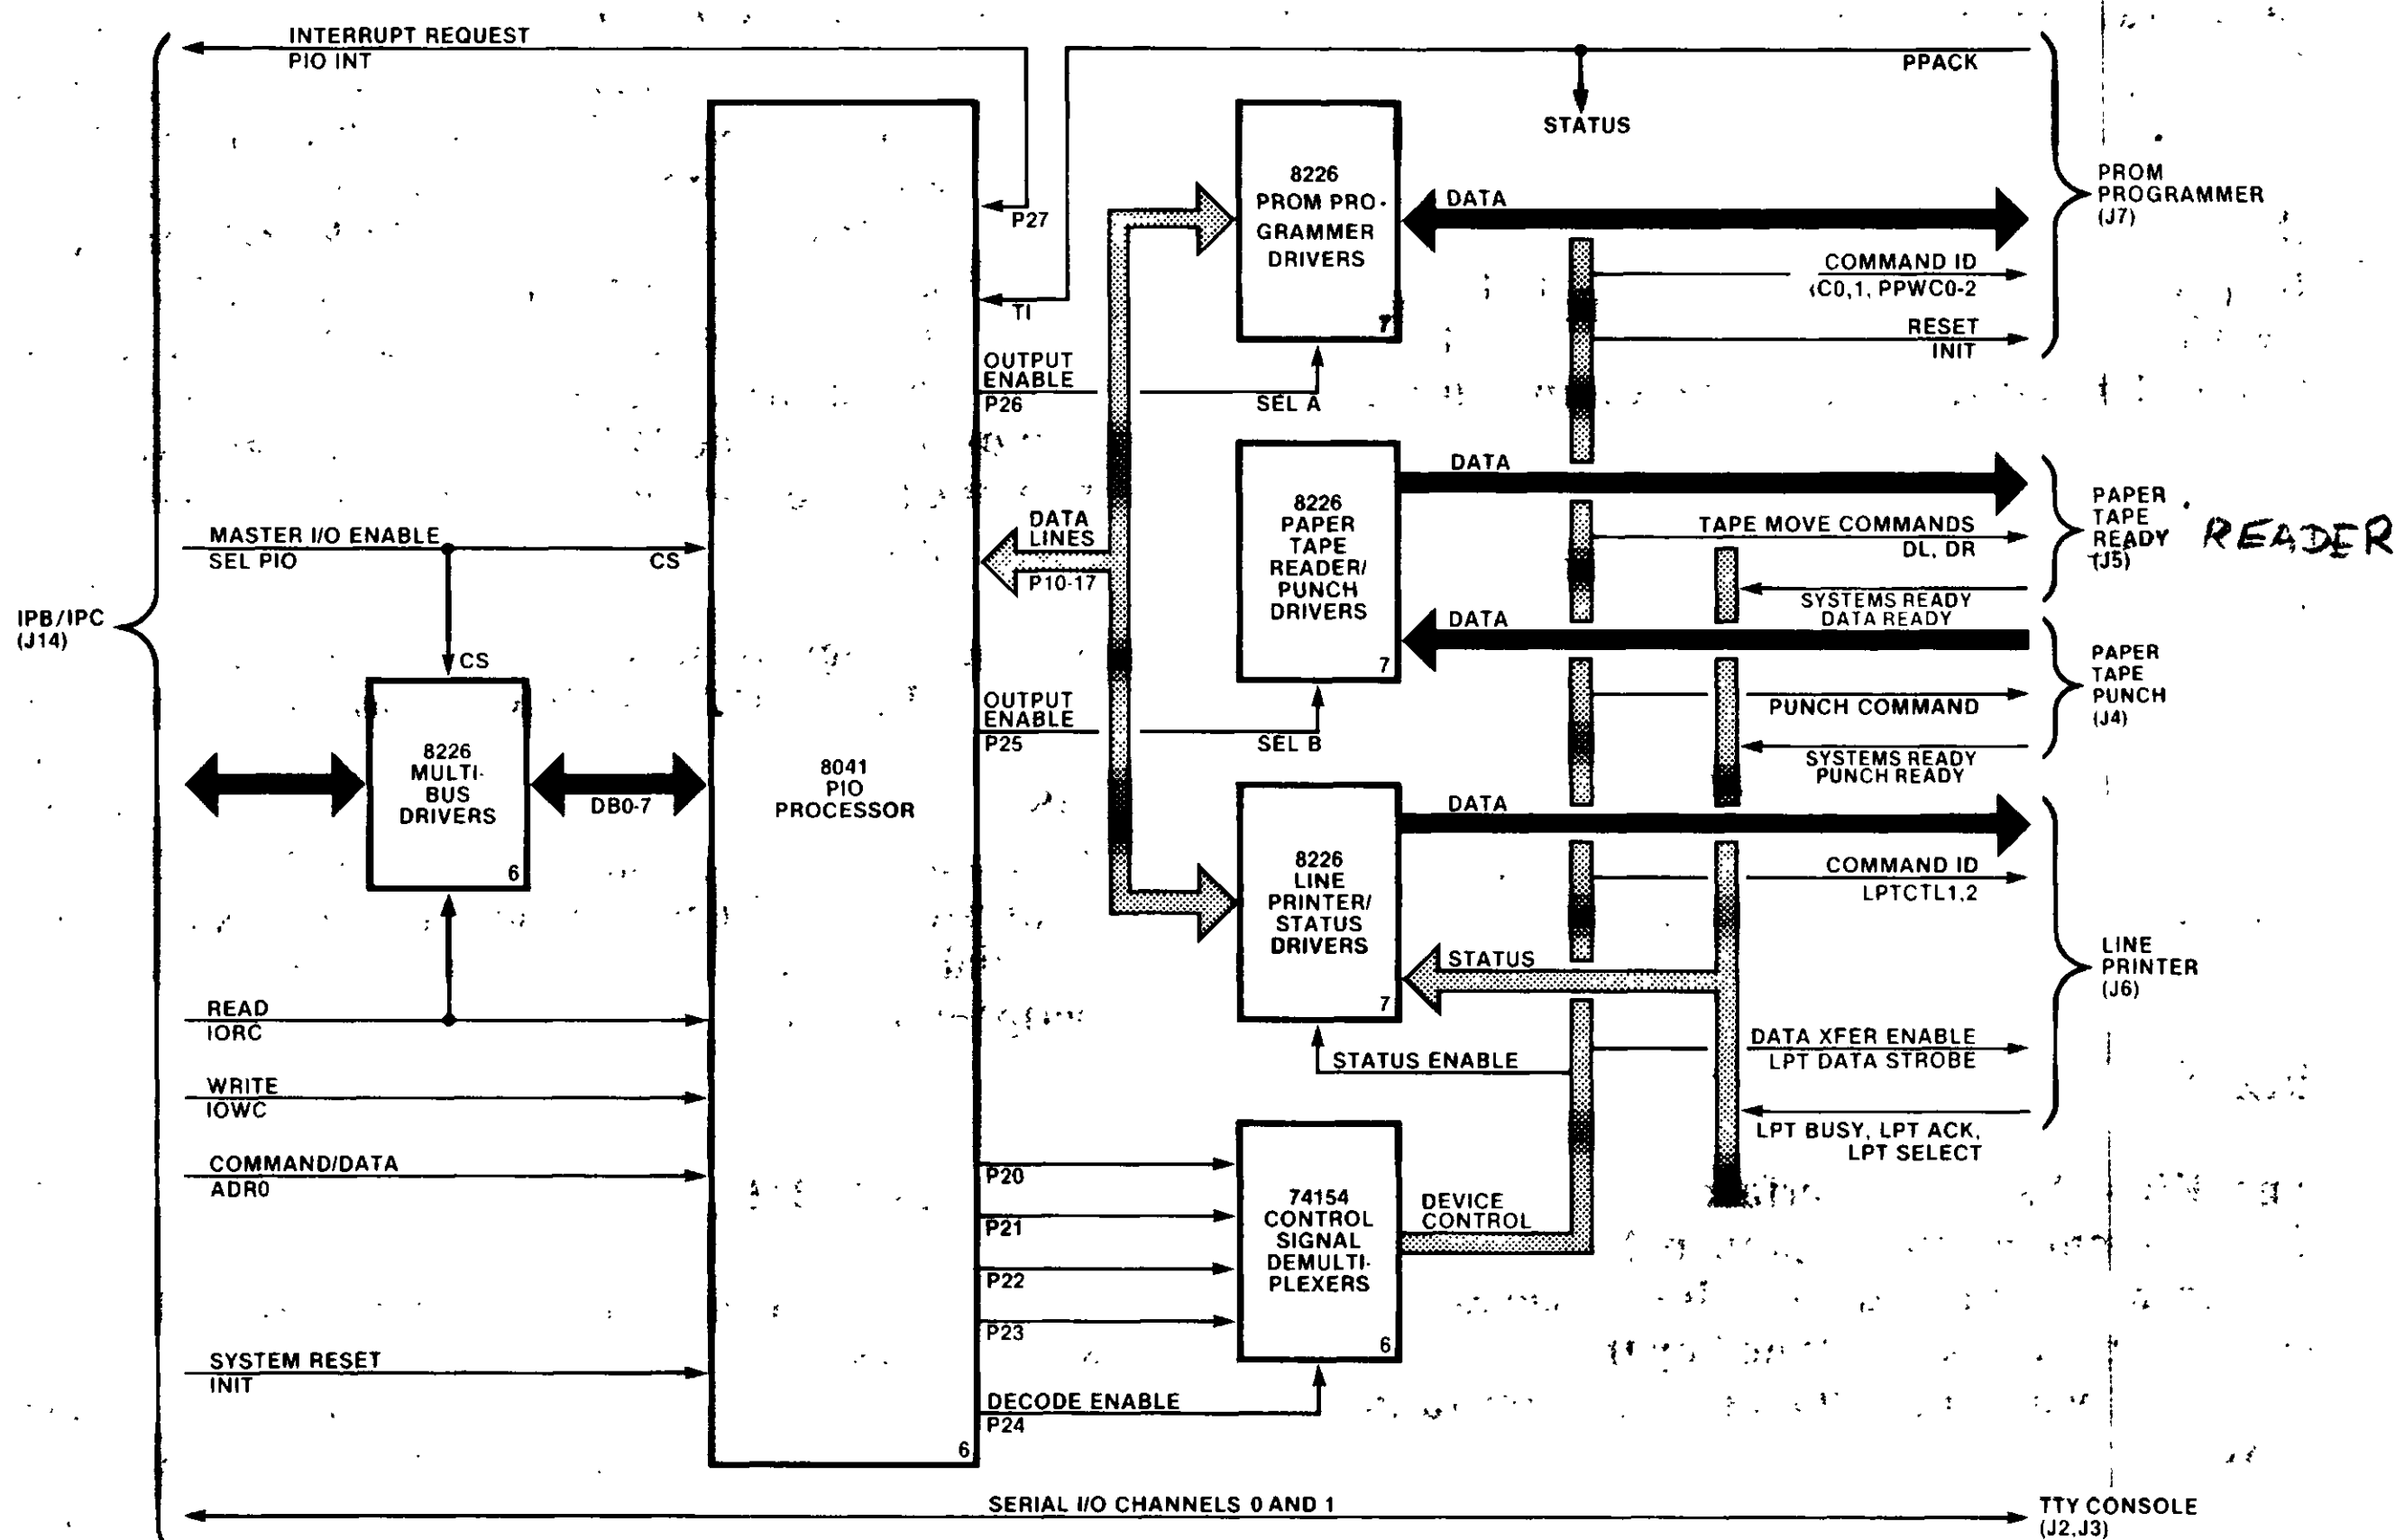 INTERRUPT REQUEST
PIO INT
PPACK
STATUS
P27
TI
8226
PROM PRO-
GRAMMER
DRIVERS
7
DATA
COMMAND ID
C0,1, PPWC0-2
RESET
INIT
PROM
PROGRAMMER
(J7)
OUTPUT
ENABLE
P26
SEL A
MASTER I/O ENABLE
SEL PIO
CS
CS
IPB/IPC
(J14)
8226
MULTI-
BUS
DRIVERS
6
DB0-7
8041
PIO
PROCESSOR
6
DATA
LINES
P10-17
8226
PAPER
TAPE
READER/
PUNCH
DRIVERS
7
DATA
TAPE MOVE COMMANDS
DL, DR
SYSTEMS READY
DATA READY
PAPER
TAPE
READY
(J5)
READER
DATA
PUNCH COMMAND
SYSTEMS READY
PUNCH READY
PAPER
TAPE
PUNCH
(J4)
OUTPUT
ENABLE
P25
SEL B
8226
LINE
PRINTER/
STATUS
DRIVERS
7
DATA
COMMAND ID
LPTCTL1,2
STATUS
STATUS ENABLE
DATA XFER ENABLE
LPT DATA STROBE
LPT BUSY, LPT ACK,
LPT SELECT
LINE
PRINTER
(J6)
READ
IORC
WRITE
IOWC
COMMAND/DATA
ADR0
SYSTEM RESET
INIT
P20
P21
P22
P23
DECODE ENABLE
P24
74154
CONTROL
SIGNAL
DEMULTI-
PLEXERS
6
DEVICE
CONTROL
SERIAL I/O CHANNELS 0 AND 1
TTY CONSOLE
(J2,J3)